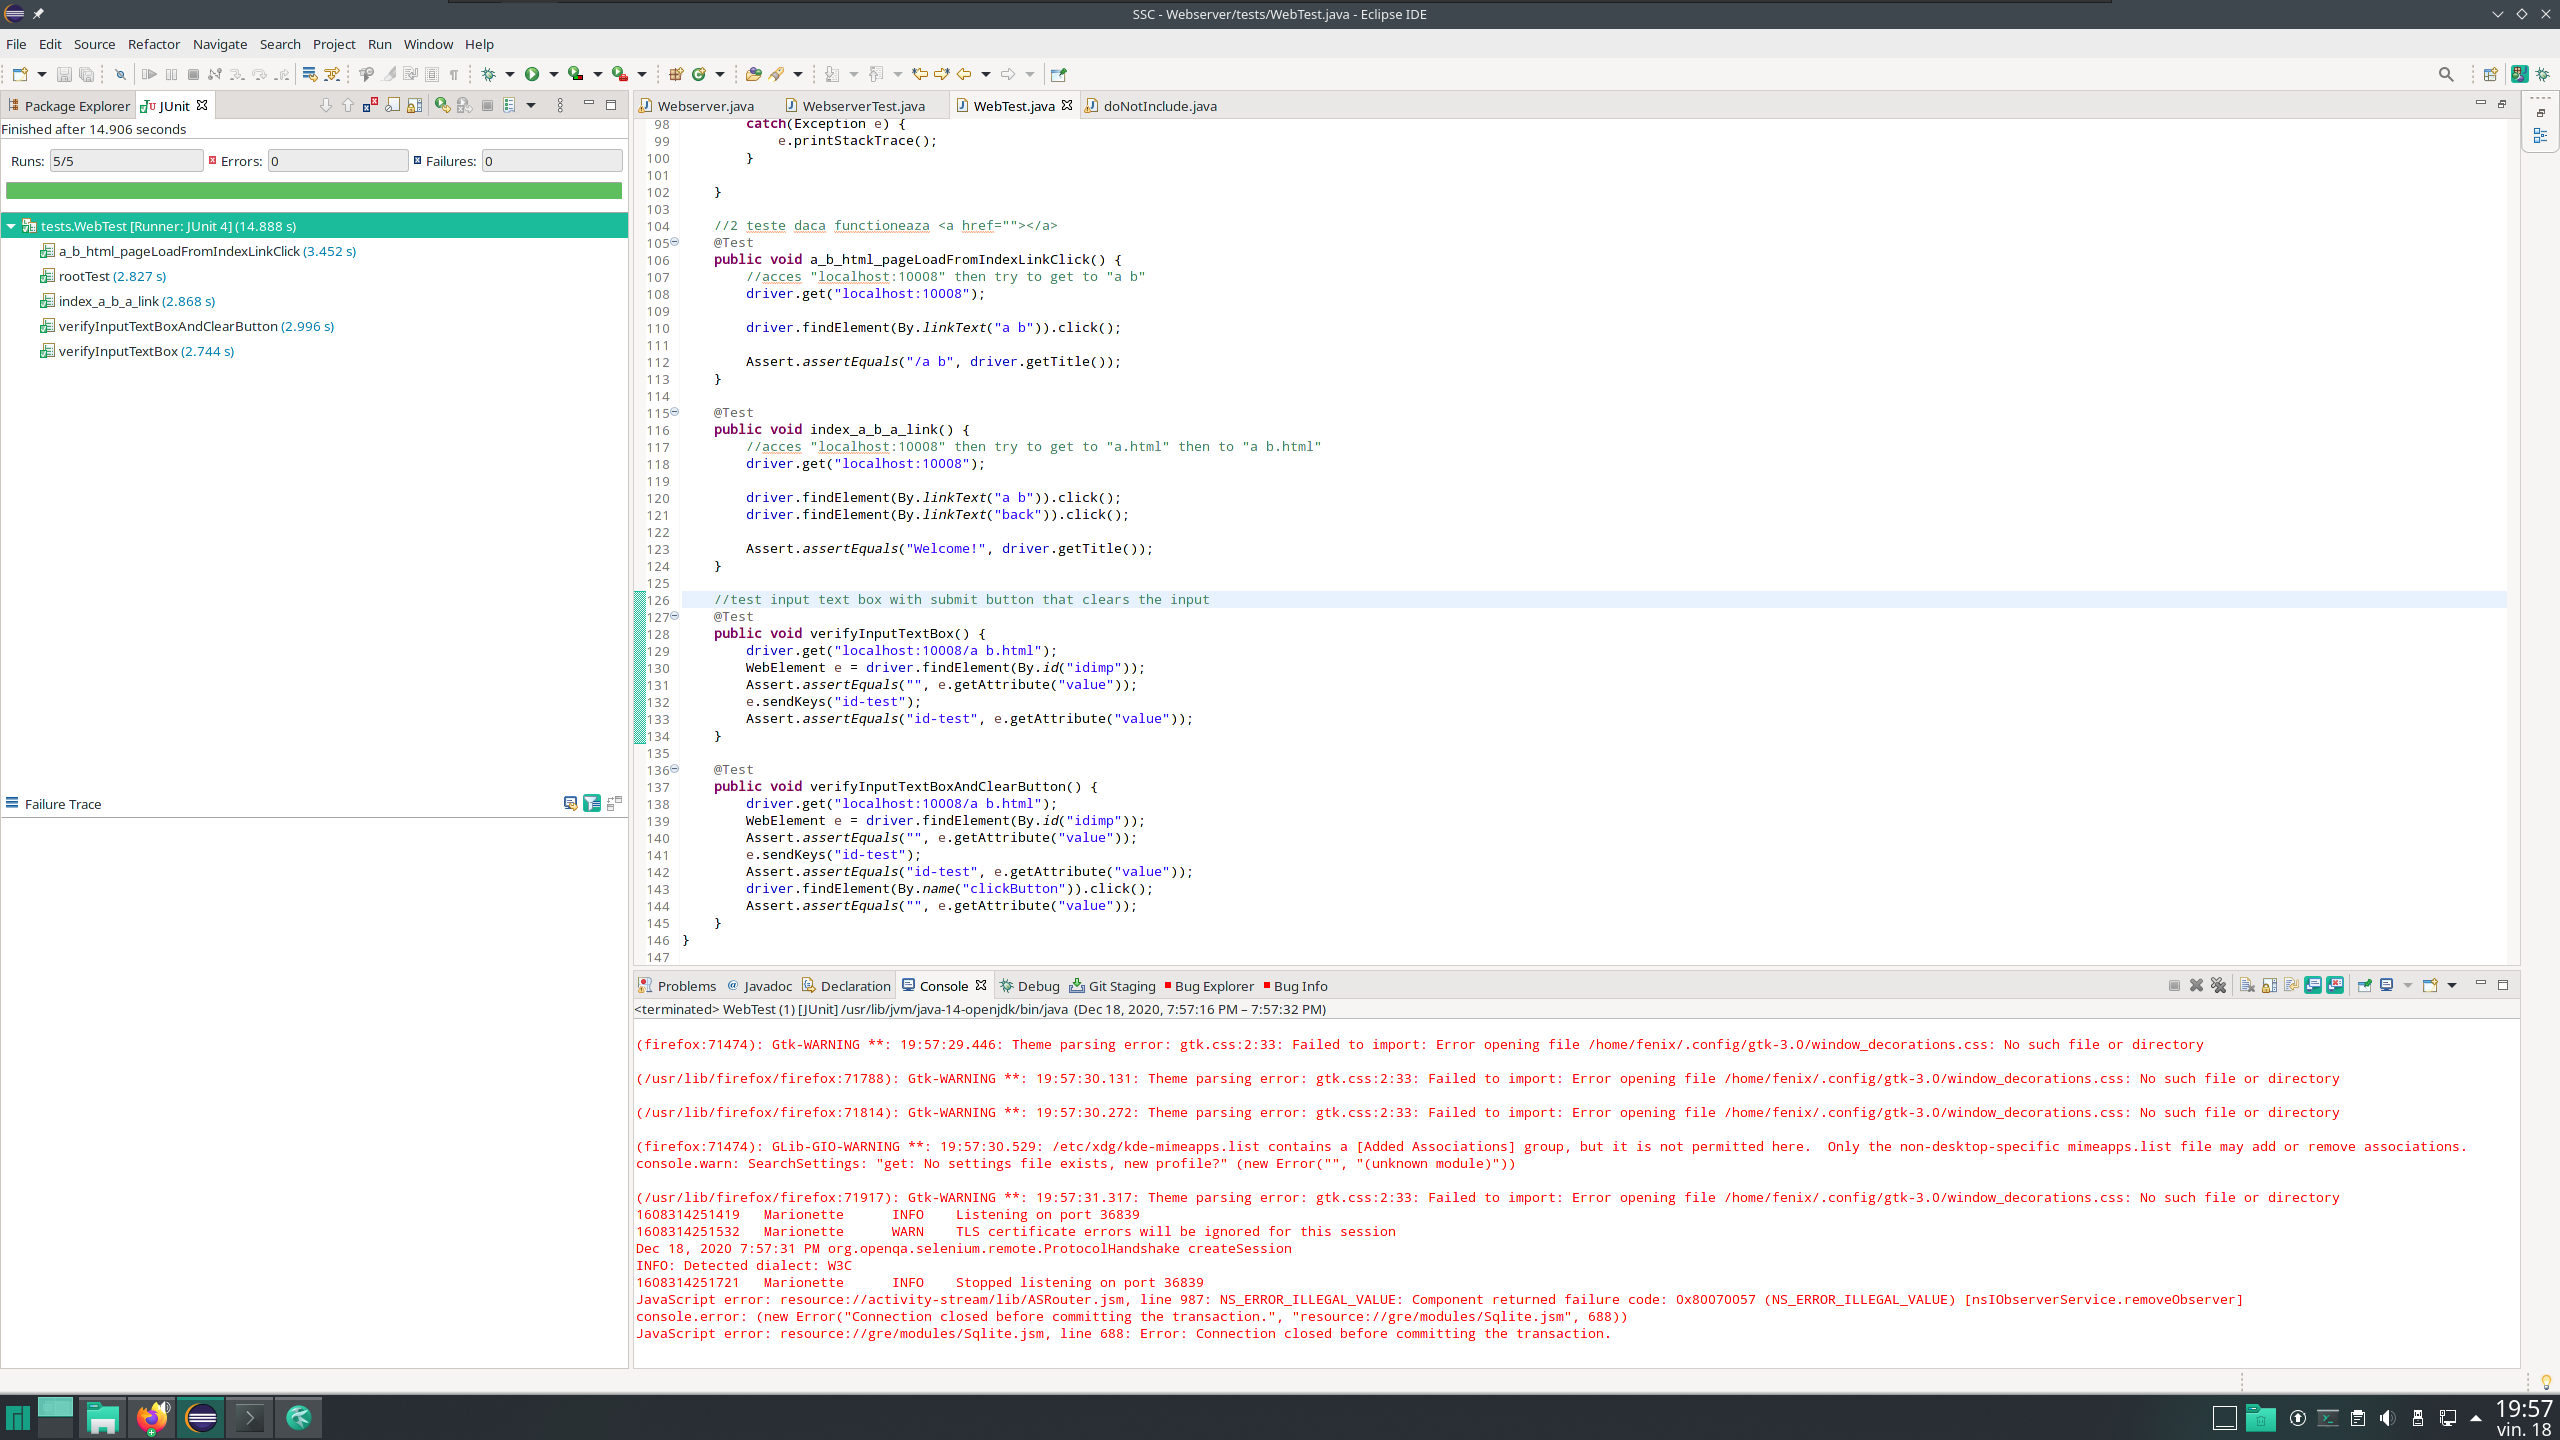 SSC - Webserver/tests/WebTest.java - Eclipse IDE
File Edit Source Refactor Navigate Search Project Run Window Help
Package Explorer JUnit
Finished after 14.906 seconds
Runs: 5/5 Errors: 0 Failures: 0
tests.WebTest [Runner: JUnit 4] (14.888 s)
a_b_html_pageLoadFromIndexLinkClick (3.452 s)
rootTest (2.827 s)
index_a_b_a_link (2.868 s)
verifyInputTextBoxAndClearButton (2.996 s)
verifyInputTextBox (2.744 s)
Failure Trace
Webserver.java WebserverTest.java WebTest.java doNotInclude.java
98 catch(Exception e) {
99 e.printStackTrace();
100 }
101
102 }
103
104 //2 teste daca functioneaza <a href=""></a>
105 @Test
106 public void a_b_html_pageLoadFromIndexLinkClick() {
107 //acces "localhost:10008" then try to get to "a b"
108 driver.get("localhost:10008");
109
110 driver.findElement(By.linkText("a b")).click();
111
112 Assert.assertEquals("/a b", driver.getTitle());
113 }
114
115 @Test
116 public void index_a_b_a_link() {
117 //acces "localhost:10008" then try to get to "a.html" then to "a b.html"
118 driver.get("localhost:10008");
119
120 driver.findElement(By.linkText("a b")).click();
121 driver.findElement(By.linkText("back")).click();
122
123 Assert.assertEquals("Welcome!", driver.getTitle());
124 }
125
126 //test input text box with submit button that clears the input
127 @Test
128 public void verifyInputTextBox() {
129 driver.get("localhost:10008/a b.html");
130 WebElement e = driver.findElement(By.id("idimp"));
131 Assert.assertEquals("", e.getAttribute("value"));
132 e.sendKeys("id-test");
133 Assert.assertEquals("id-test", e.getAttribute("value"));
134 }
135
136 @Test
137 public void verifyInputTextBoxAndClearButton() {
138 driver.get("localhost:10008/a b.html");
139 WebElement e = driver.findElement(By.id("idimp"));
140 Assert.assertEquals("", e.getAttribute("value"));
141 e.sendKeys("id-test");
142 Assert.assertEquals("id-test", e.getAttribute("value"));
143 driver.findElement(By.name("clickButton")).click();
144 Assert.assertEquals("", e.getAttribute("value"));
145 }
146 }
147
Problems Javadoc Declaration Console Debug Git Staging Bug Explorer Bug Info
<terminated> WebTest (1) [JUnit] /usr/lib/jvm/java-14-openjdk/bin/java (Dec 18, 2020, 7:57:16 PM – 7:57:32 PM)
(firefox:71474): Gtk-WARNING **: 19:57:29.446: Theme parsing error: gtk.css:2:33: Failed to import: Error opening file /home/fenix/.config/gtk-3.0/window_decorations.css: No such file or directory
(/usr/lib/firefox/firefox:71788): Gtk-WARNING **: 19:57:30.131: Theme parsing error: gtk.css:2:33: Failed to import: Error opening file /home/fenix/.config/gtk-3.0/window_decorations.css: No such file or directory
(/usr/lib/firefox/firefox:71814): Gtk-WARNING **: 19:57:30.272: Theme parsing error: gtk.css:2:33: Failed to import: Error opening file /home/fenix/.config/gtk-3.0/window_decorations.css: No such file or directory
(firefox:71474): GLib-GIO-WARNING **: 19:57:30.529: /etc/xdg/kde-mimeapps.list contains a [Added Associations] group, but it is not permitted here.  Only the non-desktop-specific mimeapps.list file may add or remove associations.
console.warn: SearchSettings: "get: No settings file exists, new profile?" (new Error("", "(unknown module)"))
(/usr/lib/firefox/firefox:71917): Gtk-WARNING **: 19:57:31.317: Theme parsing error: gtk.css:2:33: Failed to import: Error opening file /home/fenix/.config/gtk-3.0/window_decorations.css: No such file or directory
1608314251419 Marionette INFO Listening on port 36839
1608314251532 Marionette WARN TLS certificate errors will be ignored for this session
Dec 18, 2020 7:57:31 PM org.openqa.selenium.remote.ProtocolHandshake createSession
INFO: Detected dialect: W3C
1608314251721 Marionette INFO Stopped listening on port 36839
JavaScript error: resource://activity-stream/lib/ASRouter.jsm, line 987: NS_ERROR_ILLEGAL_VALUE: Component returned failure code: 0x80070057 (NS_ERROR_ILLEGAL_VALUE) [nsIObserverService.removeObserver]
console.error: (new Error("Connection closed before committing the transaction.", "resource://gre/modules/Sqlite.jsm", 688))
JavaScript error: resource://gre/modules/Sqlite.jsm, line 688: Error: Connection closed before committing the transaction.
19:57
vin. 18